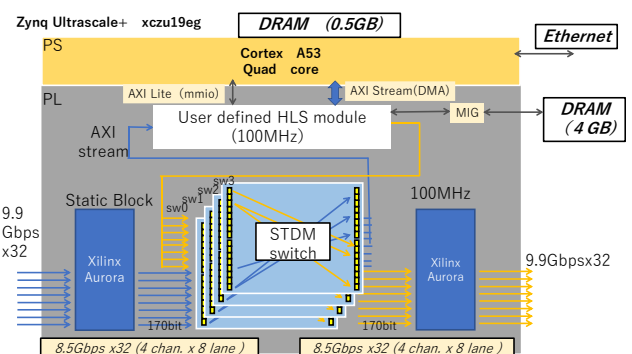 Zynq Ultrascale+ xczu19eg
DRAM (0.5GB)
PS
Cortex A53
Quad core
Ethernet
AXI Lite (mmio)
AXI Stream(DMA)
PL
User defined HLS module
(100MHz)
MIG
DRAM
(4 GB)
AXI
stream
Static Block
sw3
sw2
sw1
sw0
100MHz
9.9
Gbps
x32
Xilinx
Aurora
STDM
switch
Xilinx
Aurora
9.9Gbpsx32
170bit
170bit
8.5Gbps x32 (4 chan. x 8 lane )
8.5Gbps x32 (4 chan. x 8 lane )